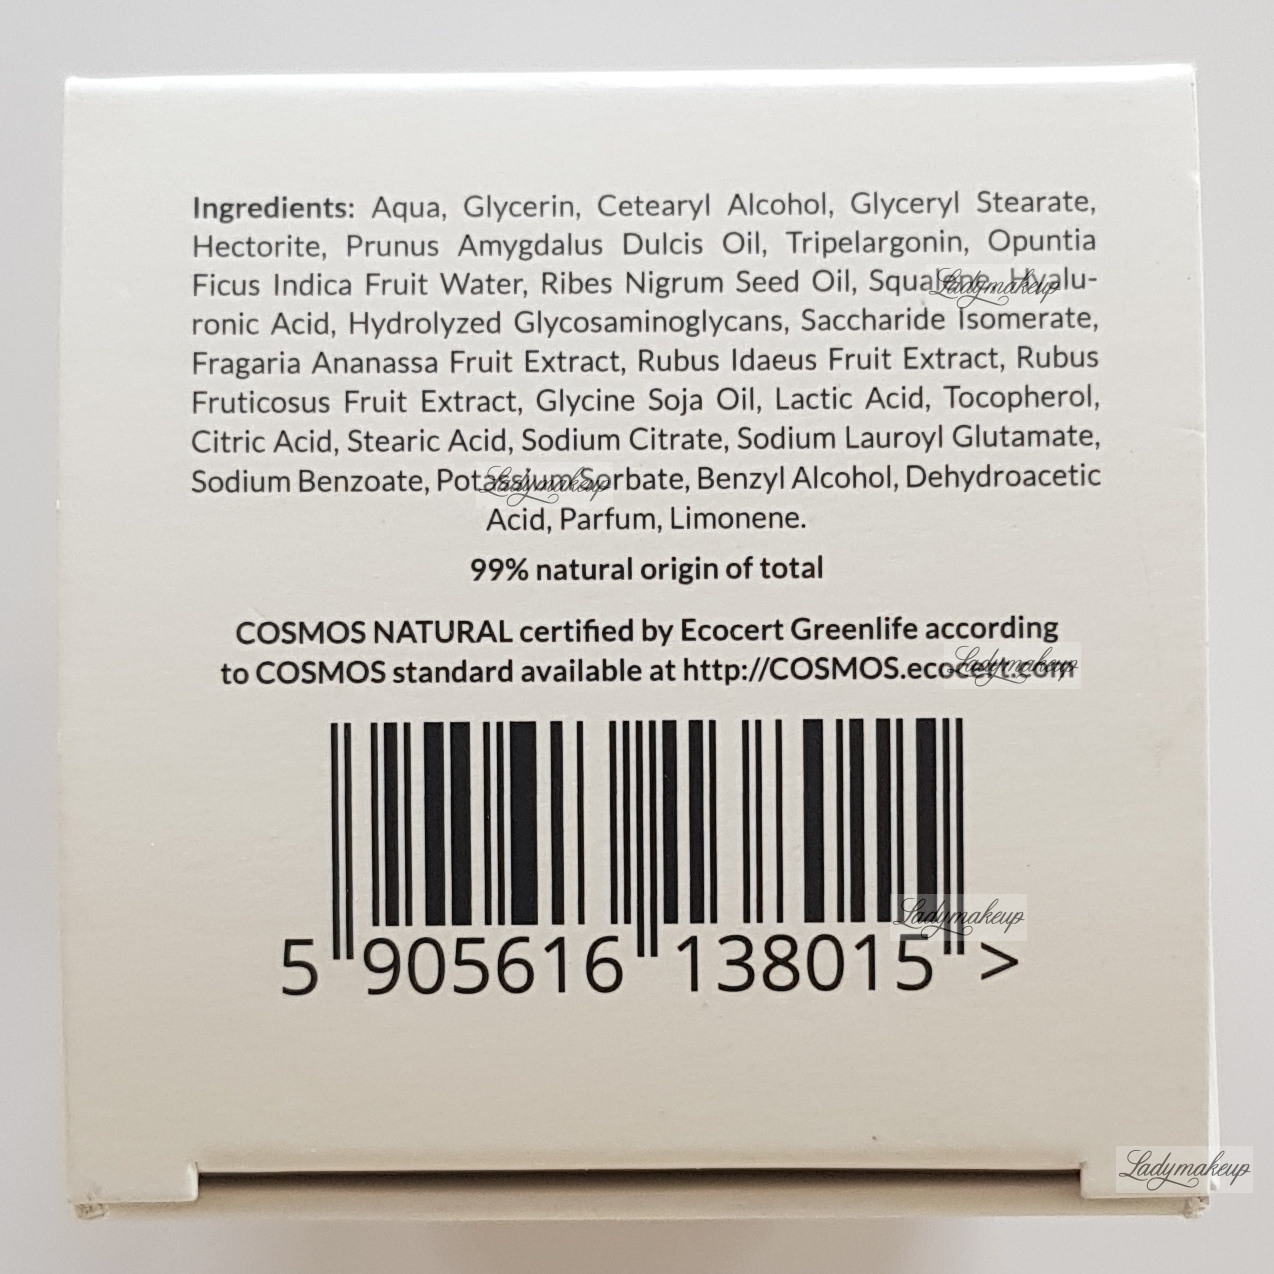 Ingredients: Aqua, Glycerin, Cetearyl Alcohol, Glyceryl Stearate,
Hectorite, Prunus Amygdalus Dulcis Oil, Tripelargonin, Opuntia
Ficus Indica Fruit Water, Ribes Nigrum Seed Oil, Squalane, Hyalu-
ronic Acid, Hydrolyzed Glycosaminoglycans, Saccharide Isomerate,
Fragaria Ananassa Fruit Extract, Rubus Idaeus Fruit Extract, Rubus
Fruticosus Fruit Extract, Glycine Soja Oil, Lactic Acid, Tocopherol,
Citric Acid, Stearic Acid, Sodium Citrate, Sodium Lauroyl Glutamate,
Sodium Benzoate, Potassium Sorbate, Benzyl Alcohol, Dehydroacetic
Acid, Parfum, Limonene.
99% natural origin of total
COSMOS NATURAL certified by Ecocert Greenlife according
to COSMOS standard available at http://COSMOS.ecocert.com
5 905616 138015 >
Ladymakeup
Ladymakeup
Ladymakeup
Ladymakeup
Ladymakeup